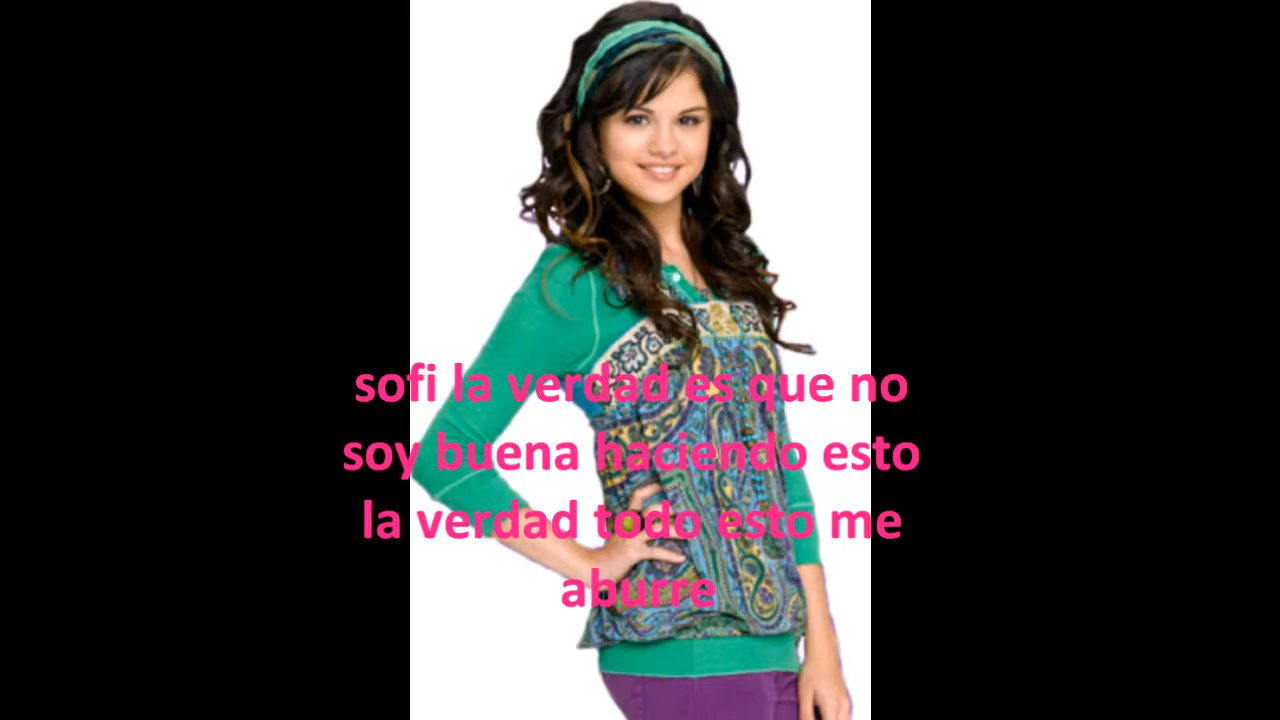 sofi la verdad es que no
soy buena haciendo esto
la verdad todo esto me
aburre